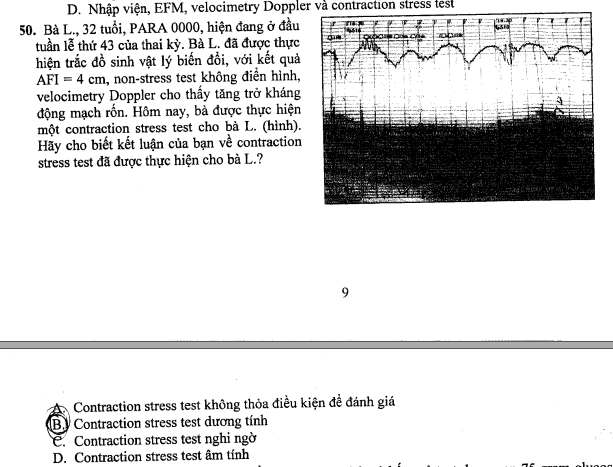 D. Nhập viện, EFM, velocimetry Doppler và contraction stress test
50. Bà L., 32 tuổi, PARA 0000, hiện đang ở đầu
tuần lễ thứ 43 của thai kỳ. Bà L. đã được thực
hiện trắc đồ sinh vật lý biến đổi, với kết quả
AFI = 4 cm, non-stress test không điển hình,
velocimetry Doppler cho thấy tăng trở kháng
động mạch rốn. Hôm nay, bà được thực hiện
một contraction stress test cho bà L. (hình).
Hãy cho biết kết luận của bạn về contraction
stress test đã được thực hiện cho bà L.?
9
A. Contraction stress test không thỏa điều kiện để đánh giá
B. Contraction stress test dương tính
C. Contraction stress test nghi ngờ
D. Contraction stress test âm tính